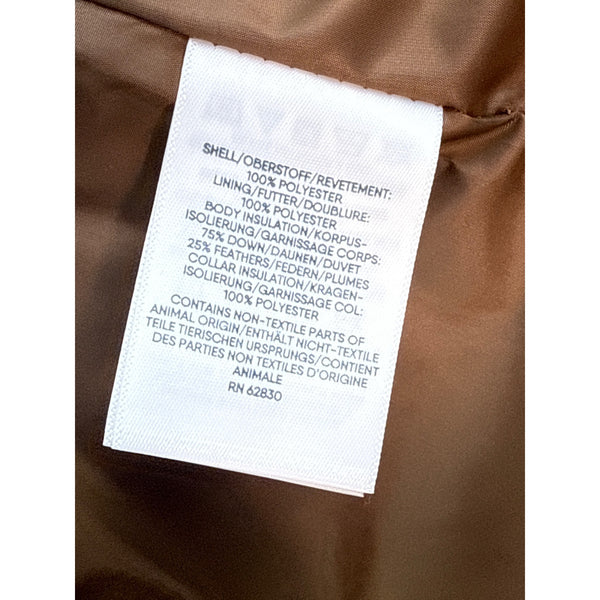 SHELL/OBERSTOFF/REVETEMENT:
100% POLYESTER
LINING/FUTTER/DOUBLURE:
100% POLYESTER
BODY INSULATION/KORPUS-
ISOLIERUNG/GARNISSAGE CORPS:
75% DOWN/DAUNEN/DUVET
25% FEATHERS/FEDERN/PLUMES
COLLAR INSULATION/KRAGEN-
ISOLIERUNG/GARNISSAGE COL:
100% POLYESTER
CONTAINS NON-TEXTILE PARTS OF
ANIMAL ORIGIN/ENTHÄLT NICHT-TEXTILE
TEILE TIERISCHEN URSPRUNGS/CONTIENT
DES PARTIES NON TEXTILES D'ORIGINE
ANIMALE
RN 62830